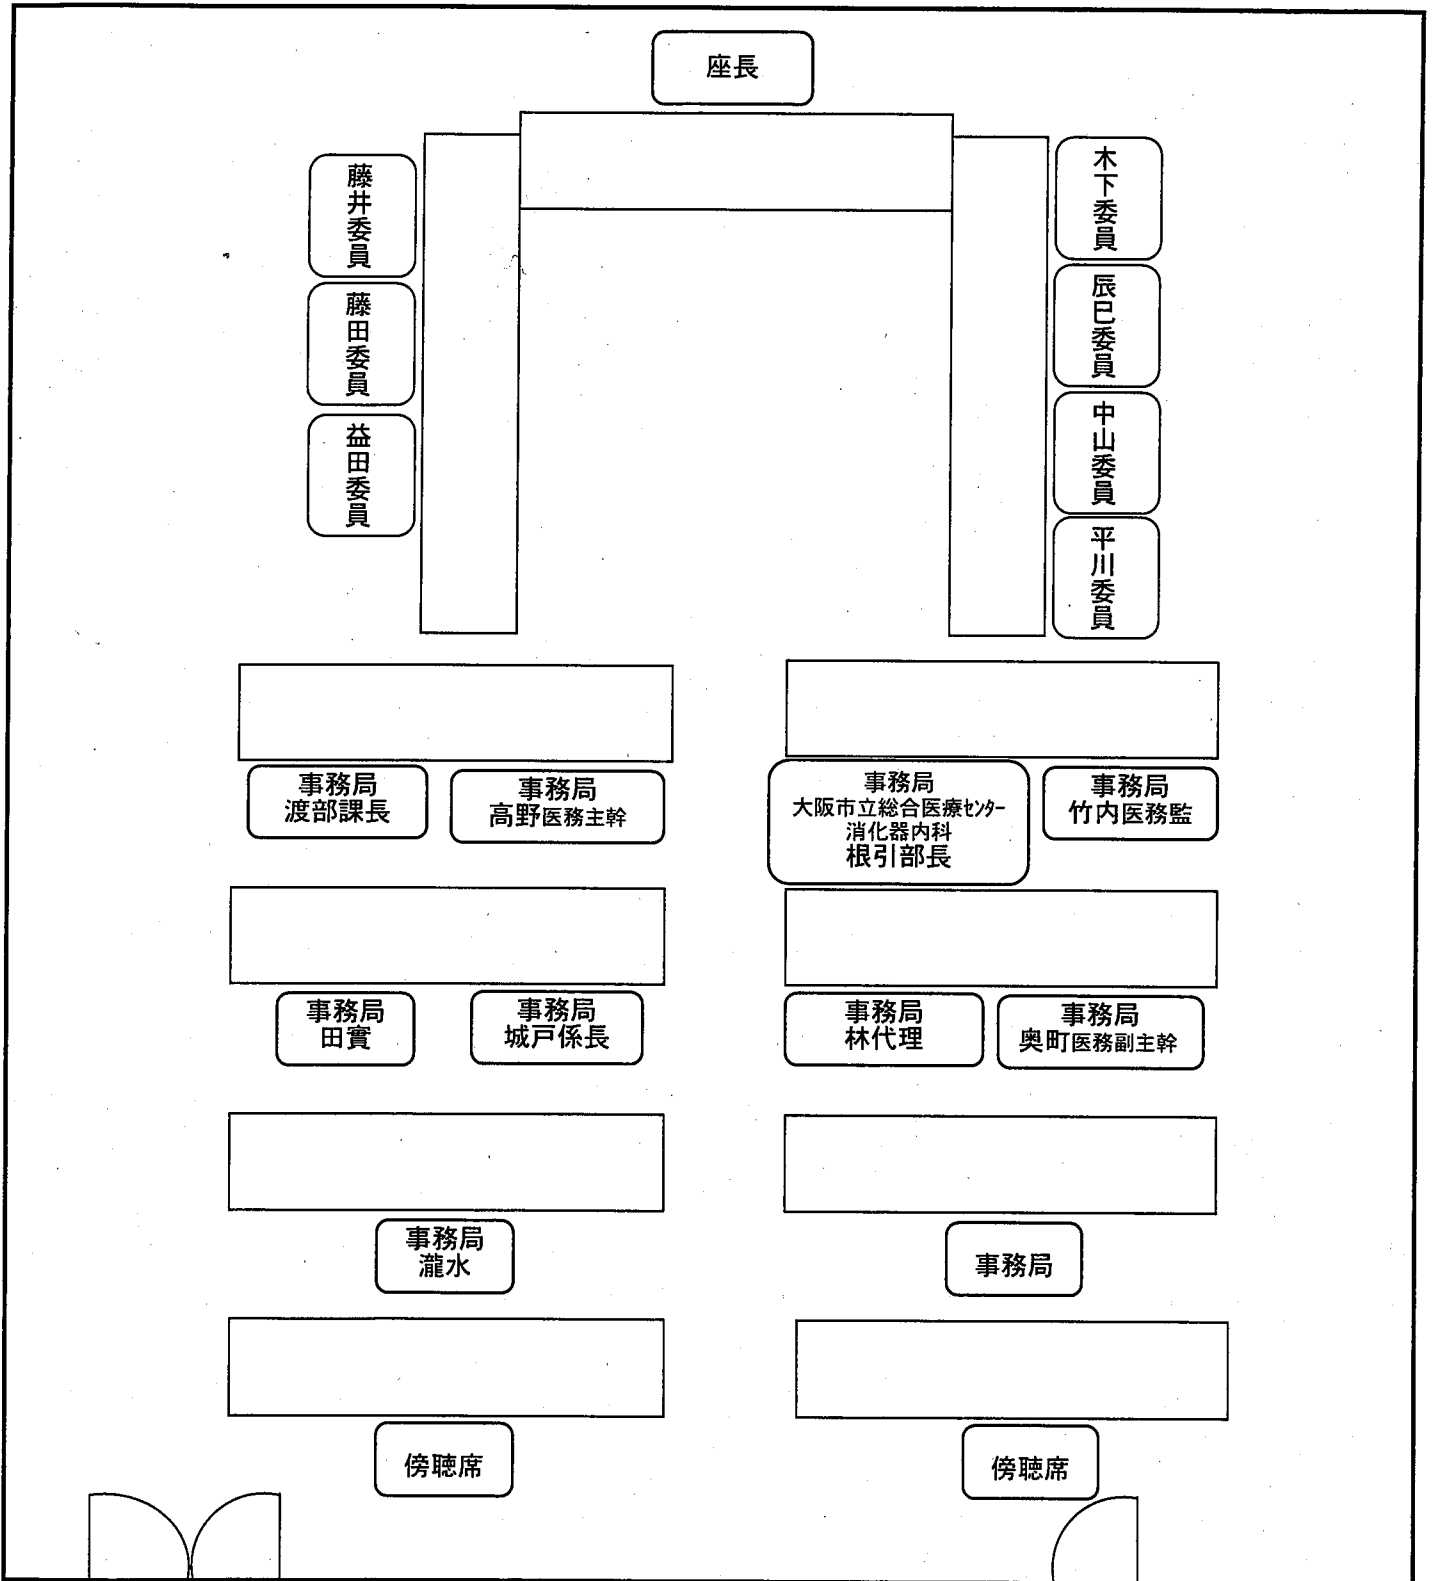 座長
藤井委員
藤田委員
益田委員
木下委員
辰巳委員
中山委員
平川委員
事務局
渡部課長
事務局
高野医務主幹
事務局
大阪市立総合医療ｾﾝﾀｰ
消化器内科
根引部長
事務局
竹内医務監
事務局
田實
事務局
城戸係長
事務局
林代理
事務局
奥町医務副主幹
事務局
瀧水
事務局
傍聴席
傍聴席